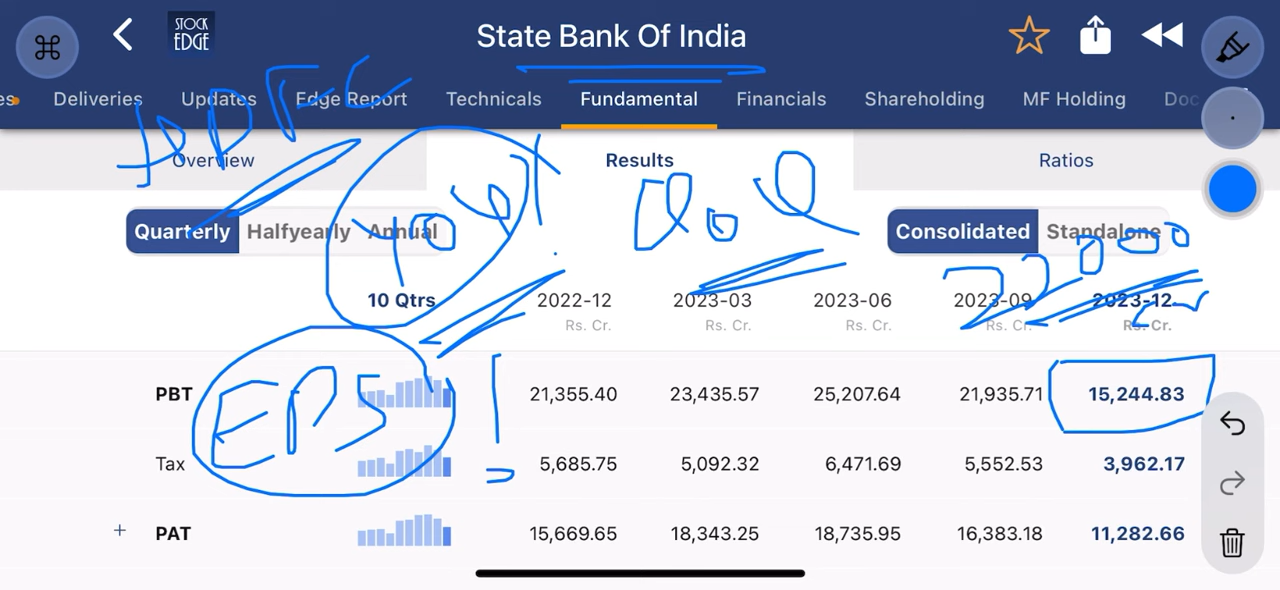 STOCK EDGE
State Bank Of India
es Deliveries Updates Edge Report Technicals Fundamental Financials Shareholding MF Holding Doc
HDFC
Overview Results Ratios
YoY! QoQ
Quarterly Halfyearly Annual Consolidated Standalone
22000
10 Qtrs 2022-12 2023-03 2023-06 2023-09 2023-12
Rs. Cr. Rs. Cr. Rs. Cr. Rs. Cr. Rs. Cr.
EPS
PBT 21,355.40 23,435.57 25,207.64 21,935.71 15,244.83
Tax 5,685.75 5,092.32 6,471.69 5,552.53 3,962.17
+ PAT 15,669.65 18,343.25 18,735.95 16,383.18 11,282.66